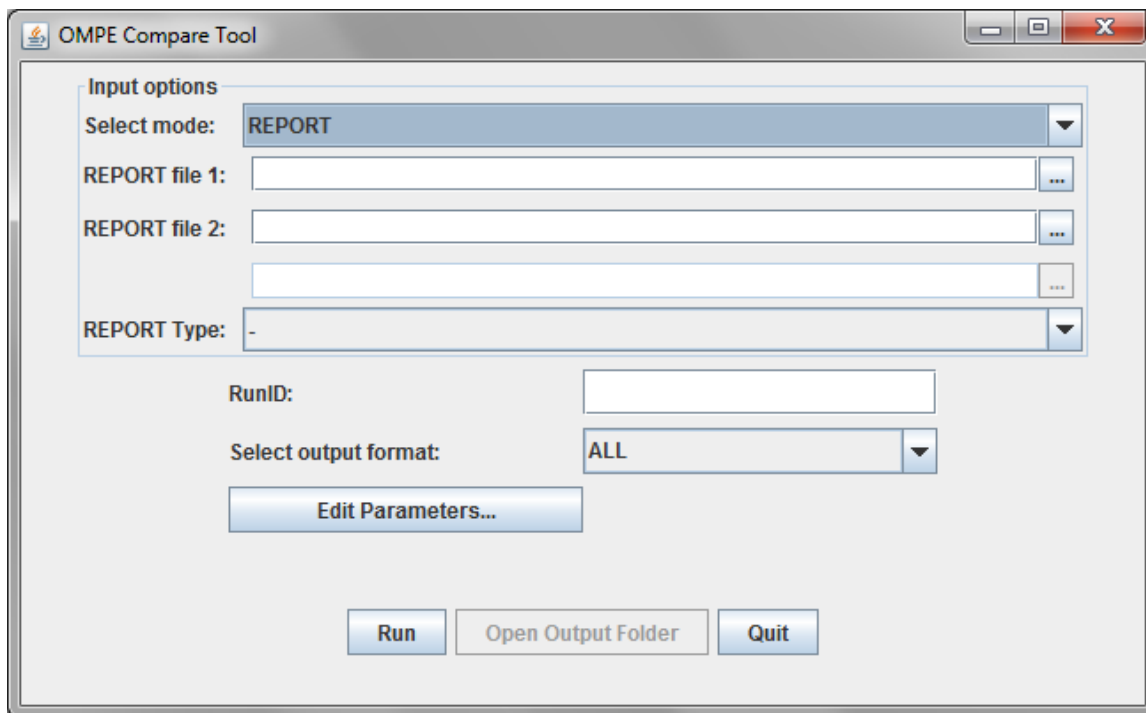 OMPE Compare Tool
Input options
Select mode: REPORT
REPORT file 1: ...
REPORT file 2: ...
...
REPORT Type: -
RunID:
Select output format: ALL
Edit Parameters...
Run Open Output Folder Quit